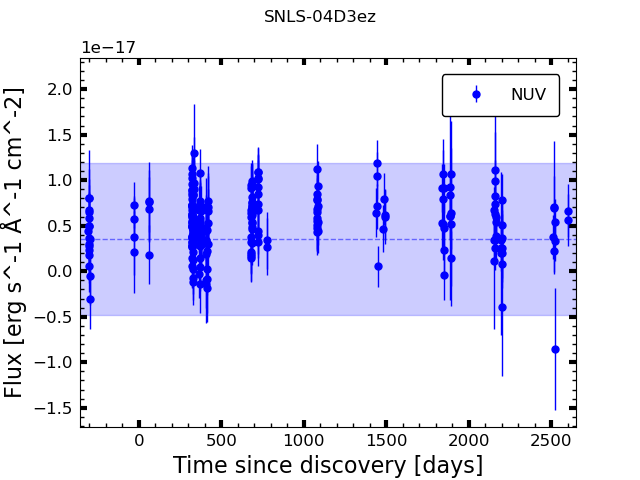 SNLS-04D3ez
1e−17
NUV
2.0
1.5
1.0
0.5
0.0
−0.5
−1.0
−1.5
0 500 1000 1500 2000 2500
Time since discovery [days]
Flux [erg s^-1 Å^-1 cm^-2]